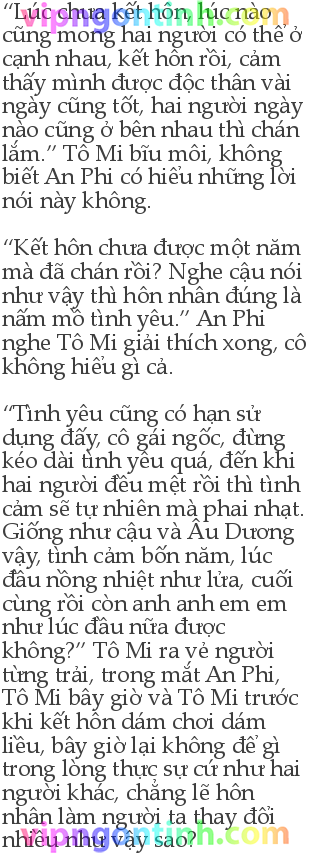 “Lúc chưa kết hôn, lúc nào
cũng mong hai người có thể ở
cạnh nhau, kết hôn rồi, cảm
thấy mình được độc thân vài
ngày cũng tốt, hai người ngày
nào cũng ở bên nhau thì chán
lắm.” Tô Mi bĩu môi, không
biết An Phi có hiểu những lời
nói này không.
“Kết hôn chưa được một năm
mà đã chán rồi? Nghe cậu nói
như vậy thì hôn nhân đúng là
nấm mồ tình yêu.” An Phi
nghe Tô Mi giải thích xong, cô
không hiểu gì cả.
“Tình yêu cũng có hạn sử
dụng đấy, cô gái ngốc, đừng
kéo dài tình yêu quá, đến khi
hai người đều mệt rồi thì tình
cảm sẽ tự nhiên mà phai nhạt.
Giống như cậu và Âu Dương
vậy, tình cảm bốn năm, lúc
đầu nồng nhiệt như lửa, cuối
cùng rồi còn anh anh em em
như lúc đầu nữa được
không?” Tô Mi ra vẻ người
từng trải, trong mắt An Phi,
Tô Mi bây giờ và Tô Mi trước
khi kết hôn dám chơi dám
liều, bây giờ lại không để gì
trong lòng thực sự cứ như hai
người khác, chẳng lẽ hôn
nhân làm người ta thay đổi
nhiều như vậy sao?
vipngontinh.com
vipngontinh.com